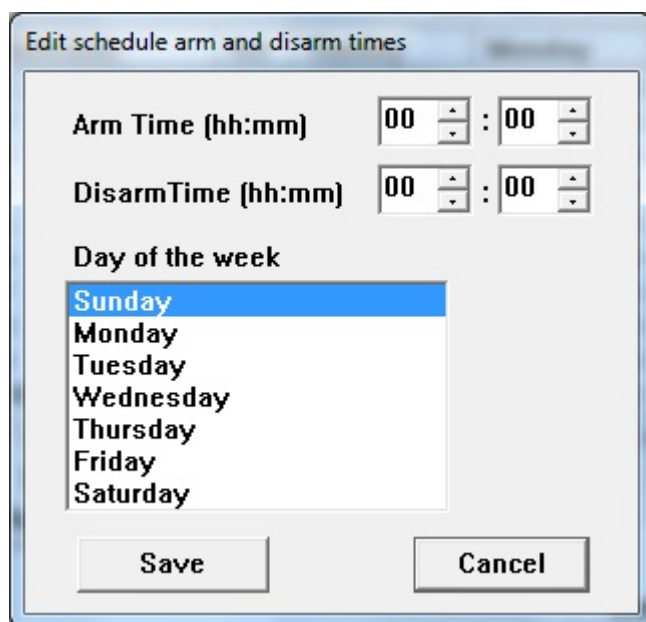 Edit schedule arm and disarm times
Arm Time (hh:mm) 00 : 00
DisarmTime (hh:mm) 00 : 00
Day of the week
Sunday
Monday
Tuesday
Wednesday
Thursday
Friday
Saturday
Save Cancel